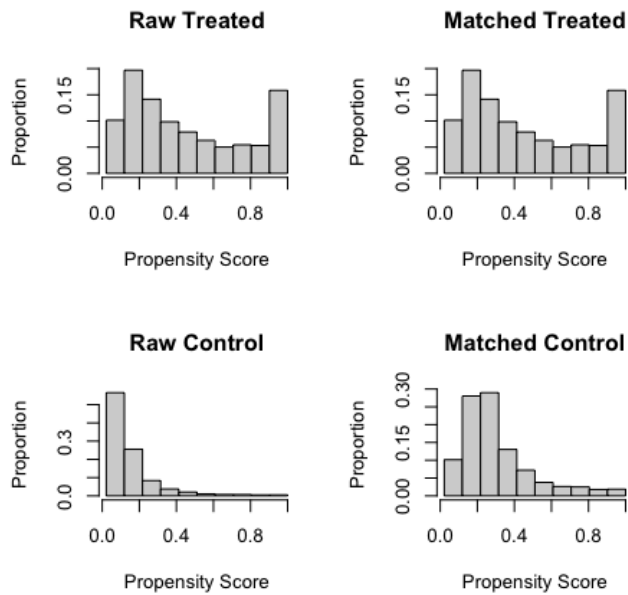 Raw Treated
Proportion
0.00
0.15
0.0
0.4
0.8
Propensity Score
Matched Treated
Proportion
0.00
0.15
0.0
0.4
0.8
Propensity Score
Raw Control
Proportion
0.0
0.3
0.0
0.4
0.8
Propensity Score
Matched Control
Proportion
0.00
0.15
0.30
0.0
0.4
0.8
Propensity Score